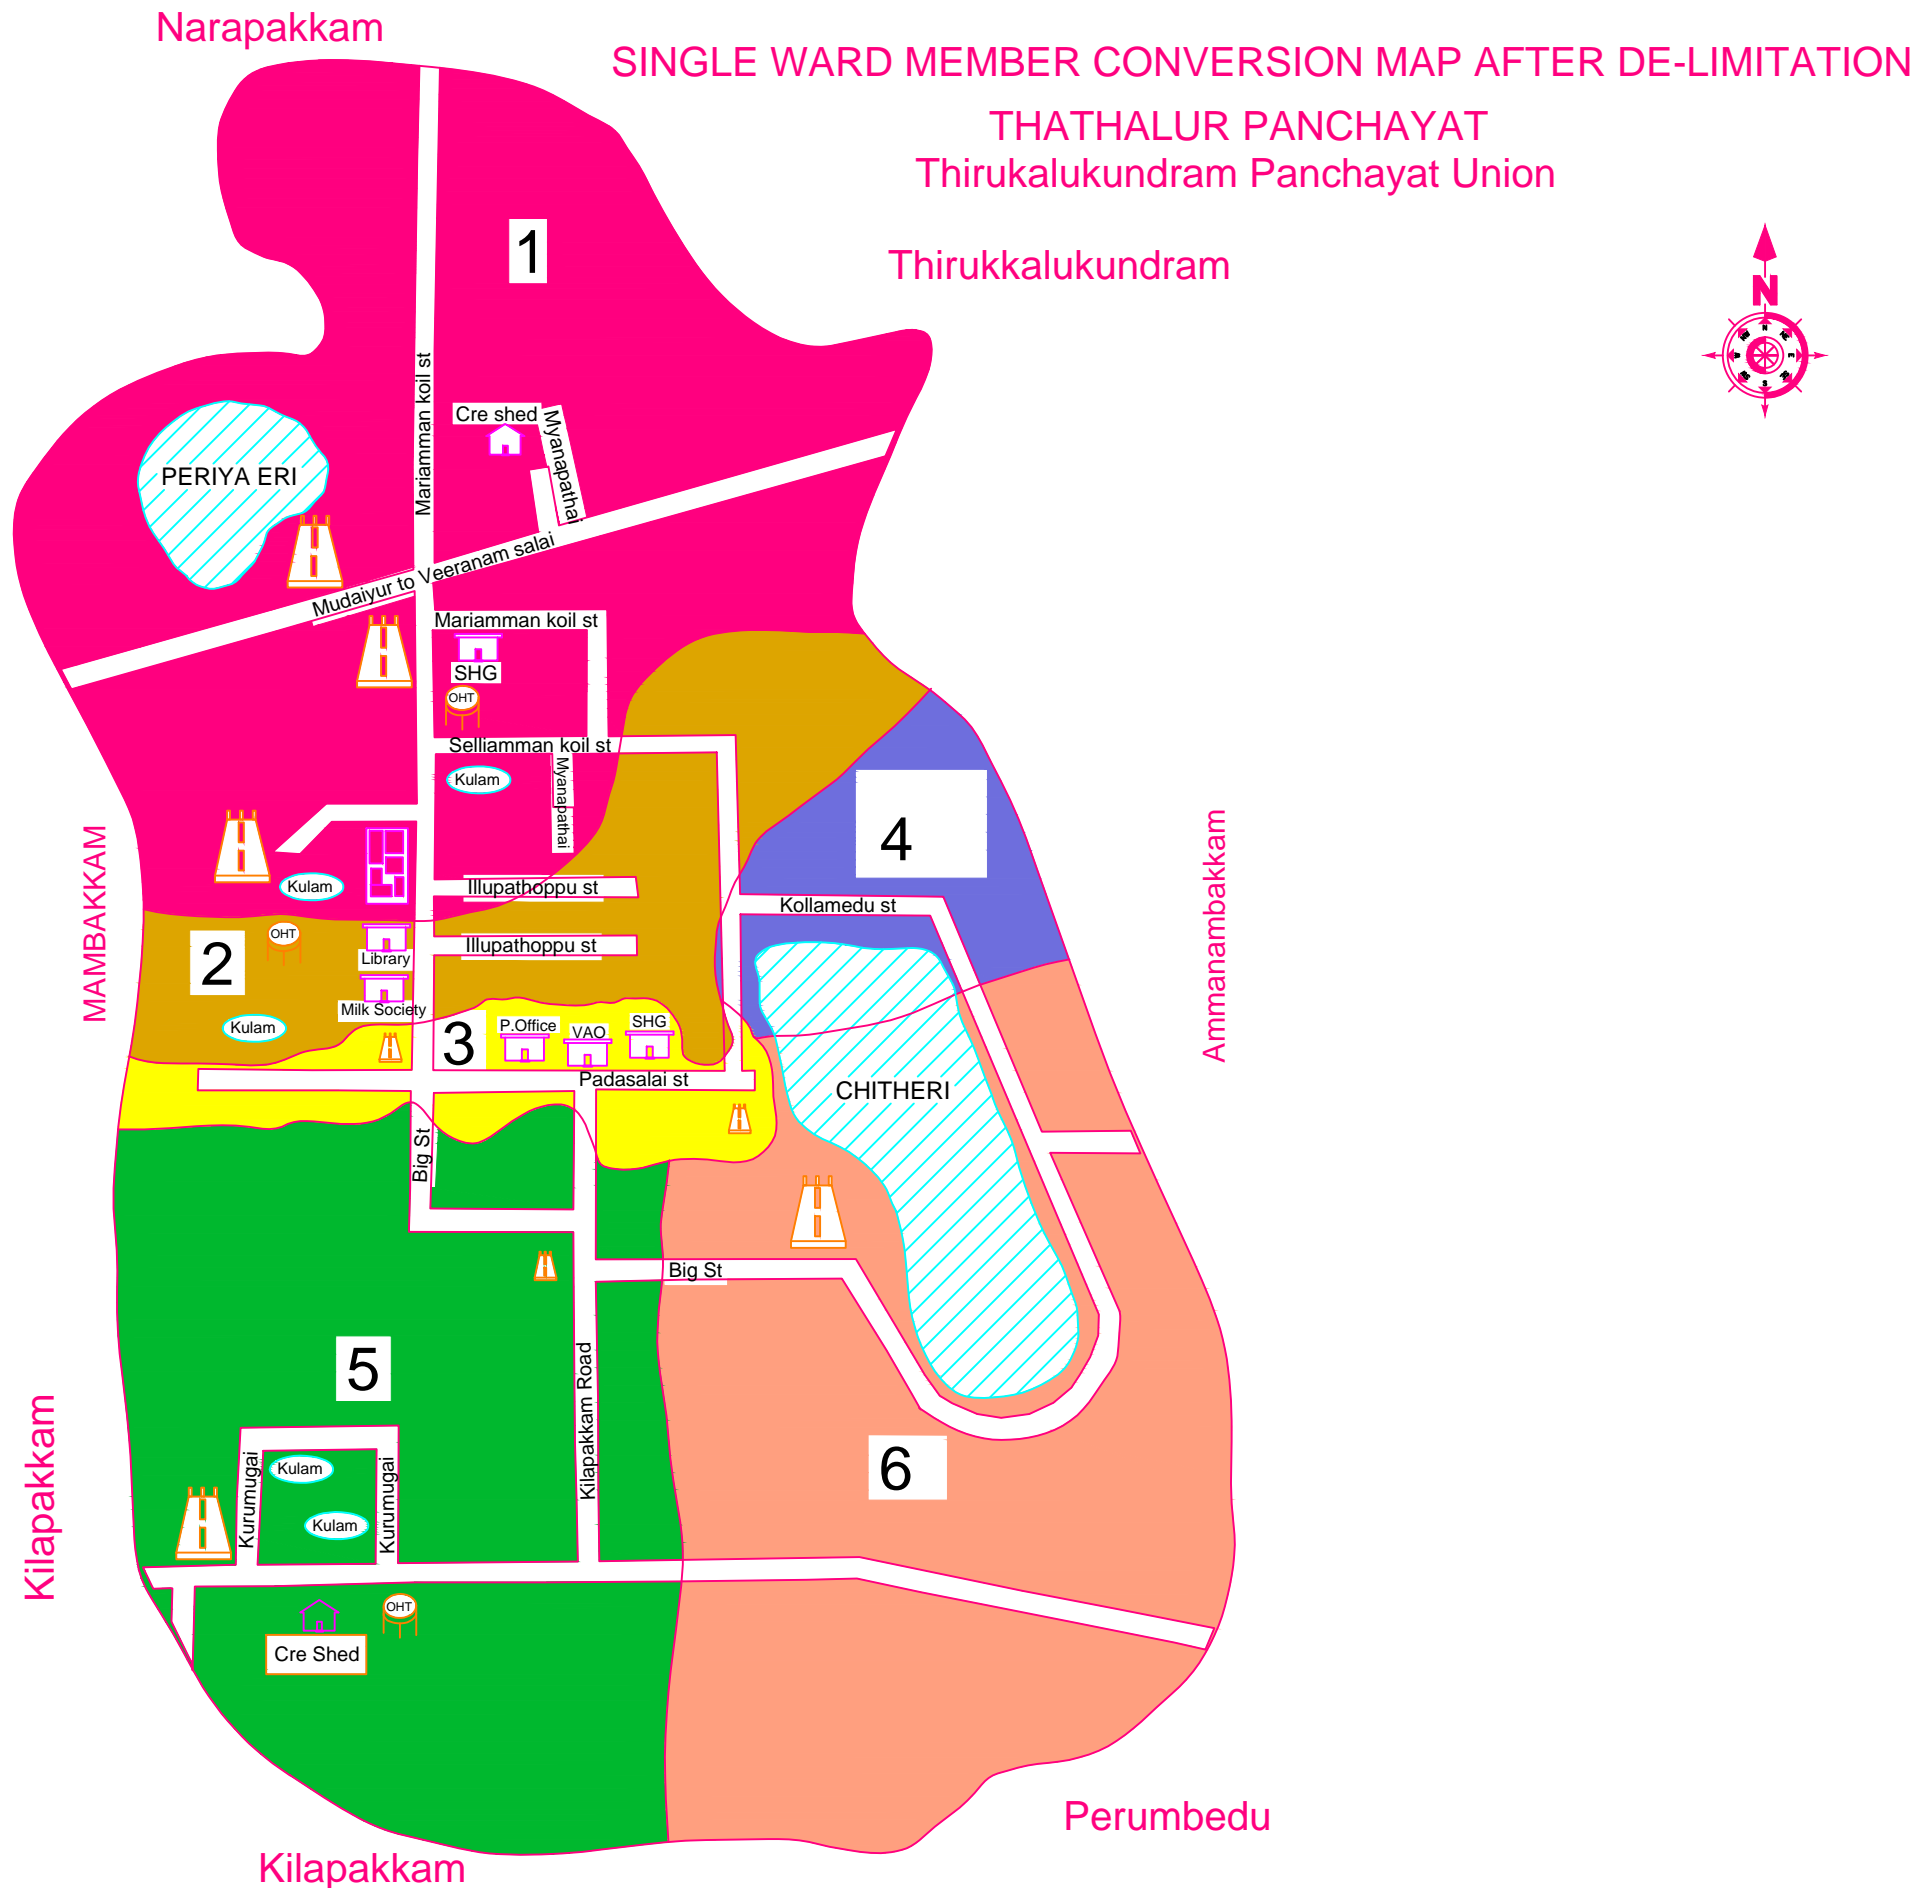 Narapakkam
SINGLE WARD MEMBER CONVERSION MAP AFTER DE-LIMITATION
THATHALUR PANCHAYAT
Thirukalukundram Panchayat Union
Thirukkalukundram
N
1
Mariamman koil st
Cre shed
Myanapathai
PERIYA ERI
Mudaiyur to Veeranam salai
Mariamman koil st
SHG
OHT
Selliamman koil st
Kulam
Myanapathai
4
MAMBAKKAM
Ammanambakkam
Kulam
Illupathoppu st
Kollamedu st
2
OHT
Library
Illupathoppu st
Milk Society
Kulam
3
P.Office
VAO
SHG
Padasalai st
CHITHERI
Big St
Big St
5
Kilapakkam Road
Kilapakkam
6
Kurumugai
Kulam
Kurumugai
Kulam
OHT
Cre Shed
Perumbedu
Kilapakkam